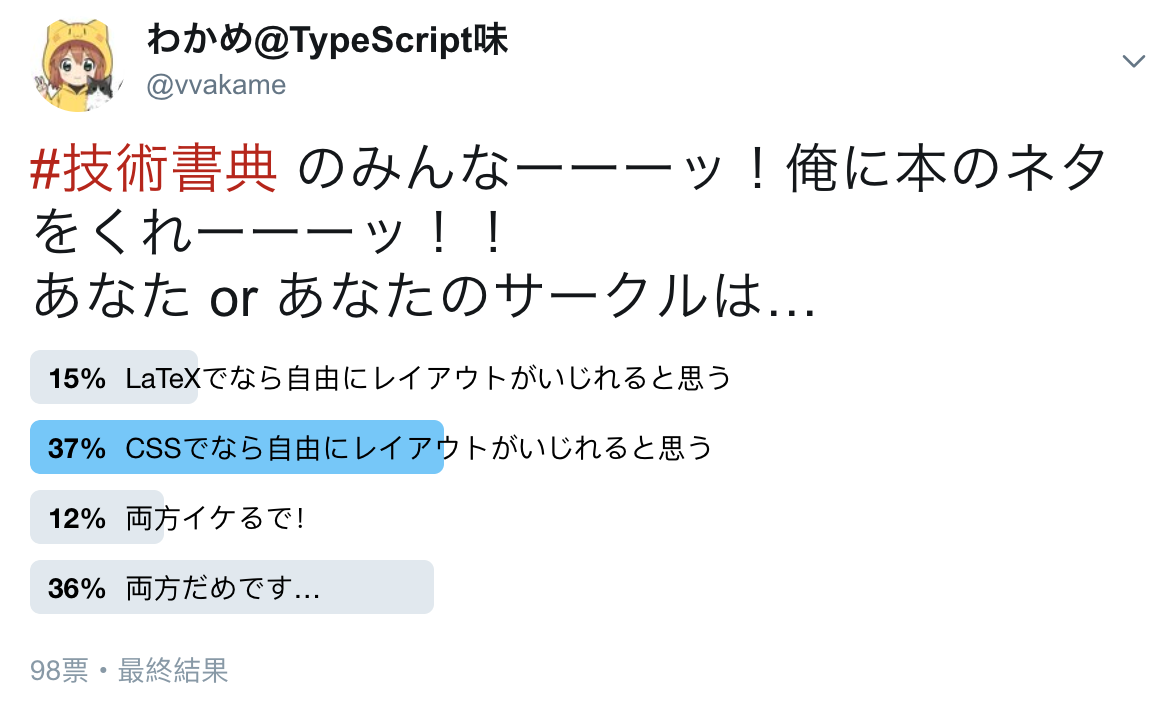 わかめ@TypeScript味
@vvakame
#技術書典 のみんなーーーッ！俺に本のネタ
をくれーーーッ！！
あなた or あなたのサークルは…
15% LaTeXでなら自由にレイアウトがいじれると思う
37% CSSでなら自由にレイアウトがいじれると思う
12% 両方イケるで!
36% 両方だめです…
98票・最終結果